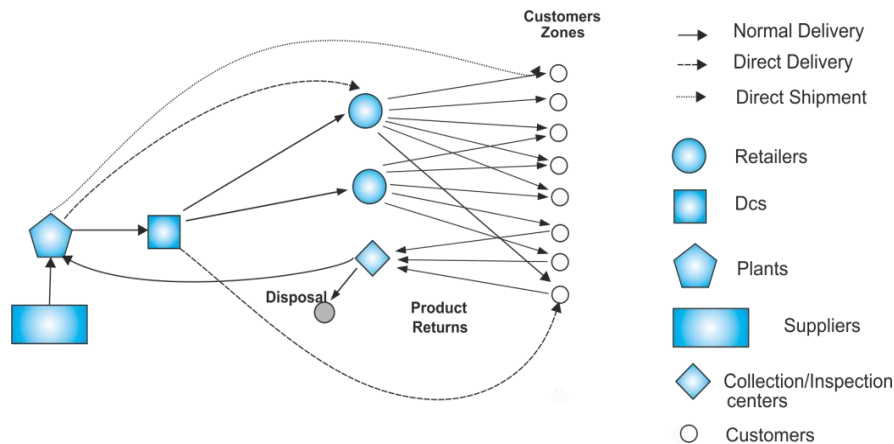 Customers
Zones
Normal Delivery
Direct Delivery
Direct Shipment
Retailers
Dcs
Plants
Suppliers
Disposal
Product
Returns
Collection/Inspection
centers
Customers